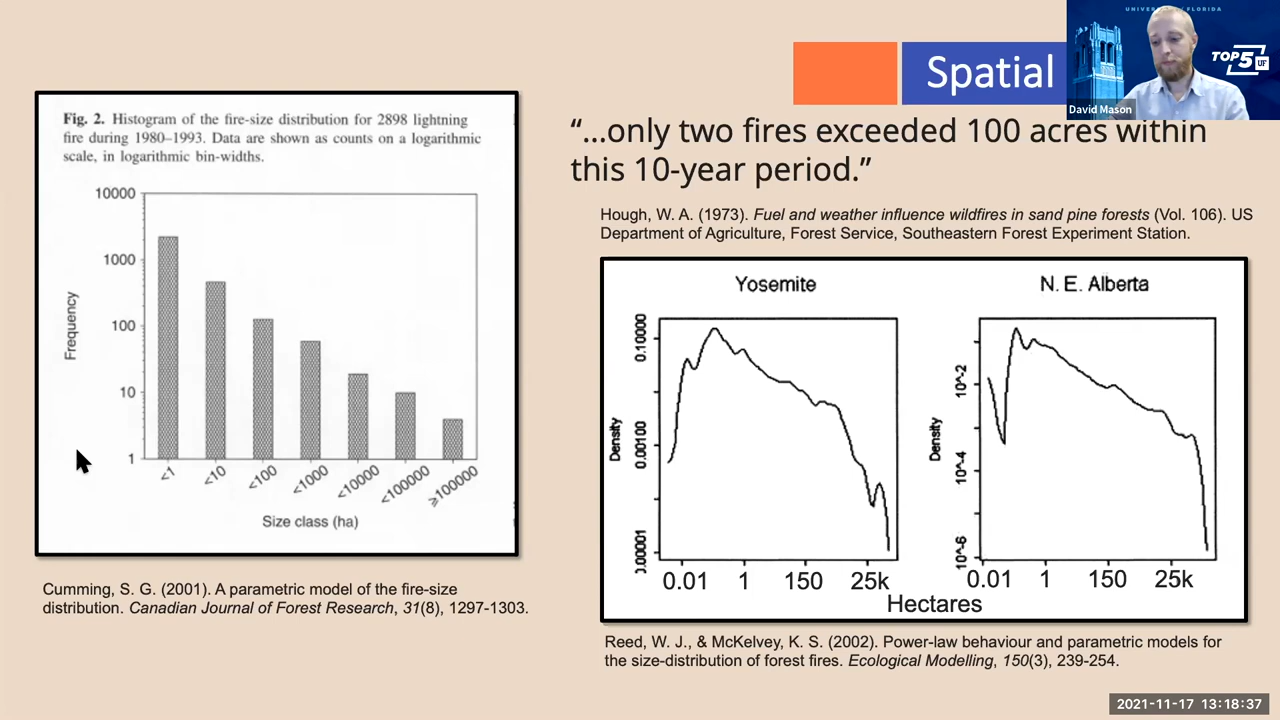 UNIVERSITY of FLORIDA
TOP
5
UF
David Mason
Spatial
Fig. 2. Histogram of the fire-size distribution for 2898 lightning
fire during 1980–1993. Data are shown as counts on a logarithmic
scale, in logarithmic bin-widths.
10000
1000
100
10
1
Frequency
<1
<10
<100
<1000
<10000
<100000
≥100000
Size class (ha)
Cumming, S. G. (2001). A parametric model of the fire-size
distribution. Canadian Journal of Forest Research, 31(8), 1297-1303.
“...only two fires exceeded 100 acres within
this 10-year period.”
Hough, W. A. (1973). Fuel and weather influence wildfires in sand pine forests (Vol. 106). US
Department of Agriculture, Forest Service, Southeastern Forest Experiment Station.
Yosemite
0.10000
0.00100
0.00001
Density
0.01 1 150 25k
N. E. Alberta
10^-2
10^-4
10^-6
Density
0.01 1 150 25k
Hectares
Reed, W. J., & McKelvey, K. S. (2002). Power-law behaviour and parametric models for
the size-distribution of forest fires. Ecological Modelling, 150(3), 239-254.
2021-11-17 13:18:37